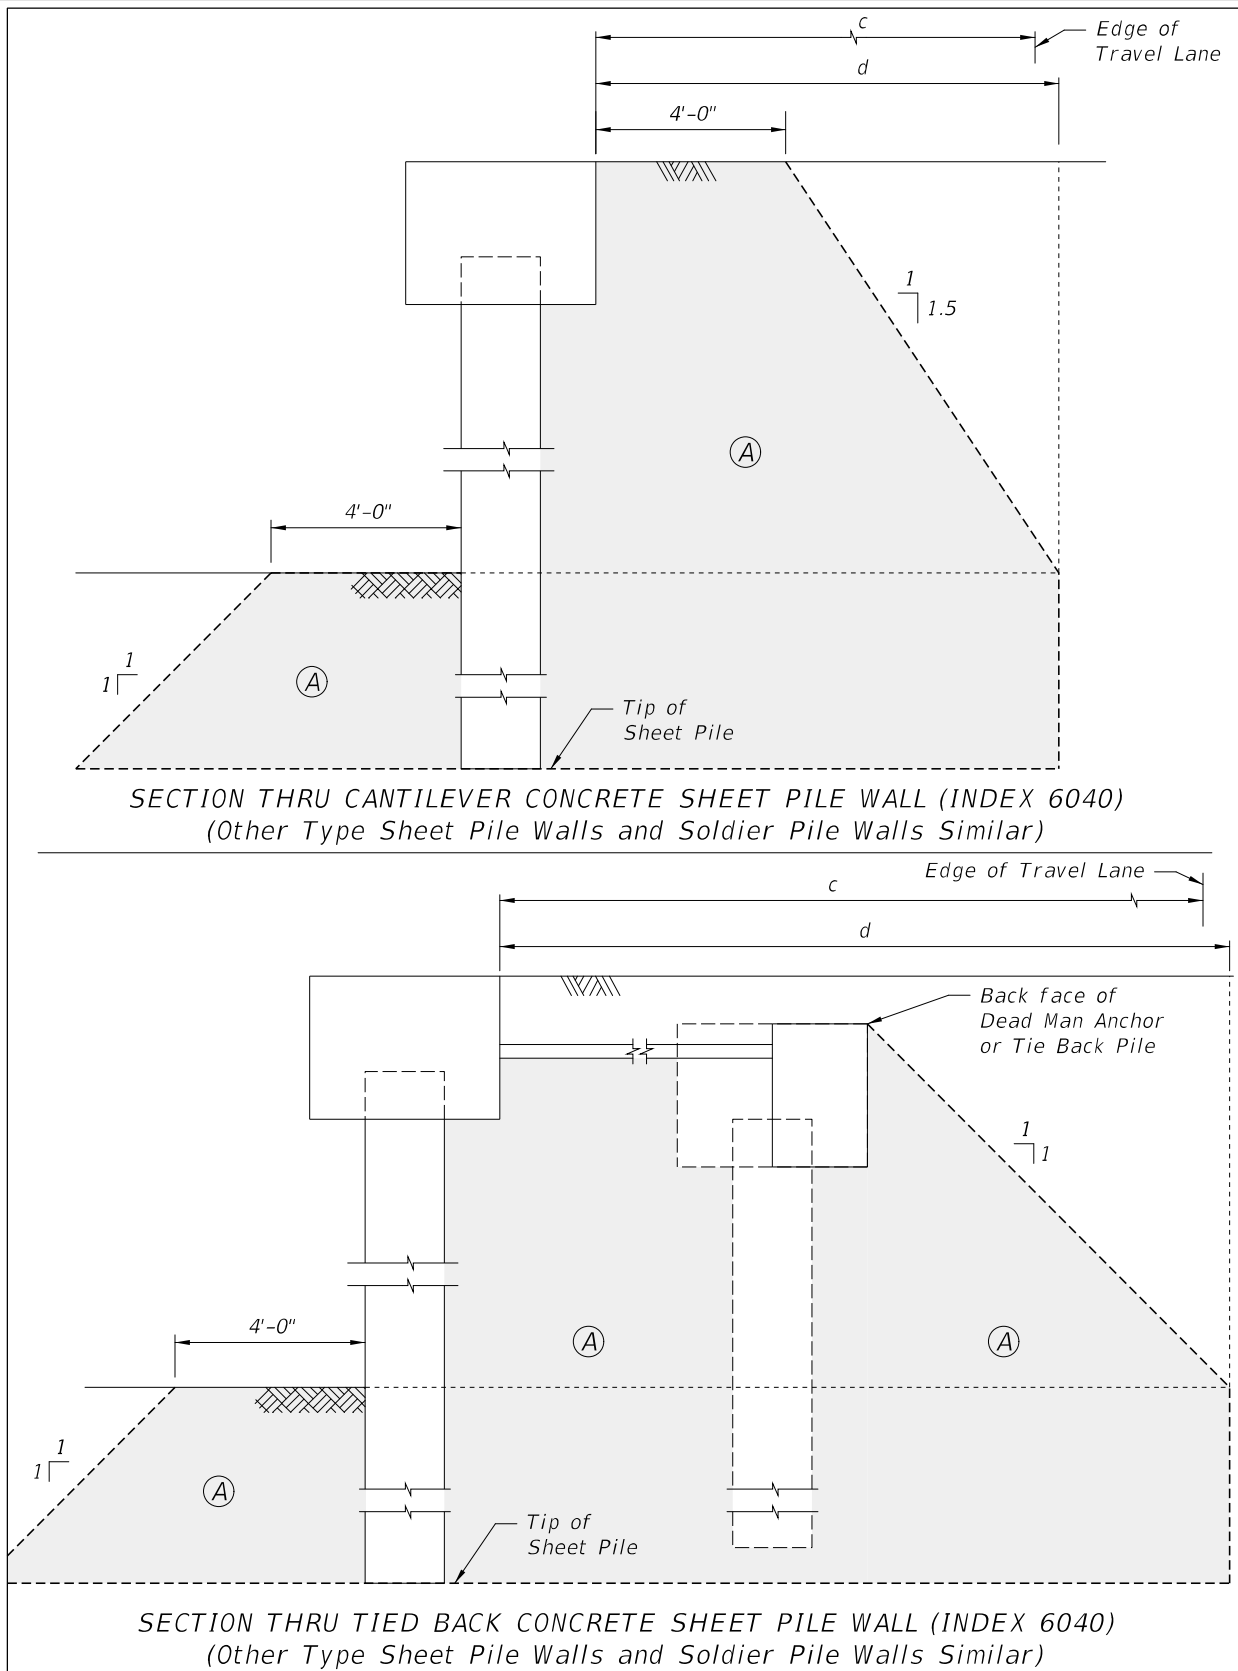 c
Edge of
Travel Lane
d
4'-0"
1
1.5
A
4'-0"
1
1
A
Tip of
Sheet Pile
SECTION THRU CANTILEVER CONCRETE SHEET PILE WALL (INDEX 6040)
(Other Type Sheet Pile Walls and Soldier Pile Walls Similar)
Edge of Travel Lane
c
d
Back face of
Dead Man Anchor
or Tie Back Pile
1
1
4'-0"
A
A
1
1
A
Tip of
Sheet Pile
SECTION THRU TIED BACK CONCRETE SHEET PILE WALL (INDEX 6040)
(Other Type Sheet Pile Walls and Soldier Pile Walls Similar)